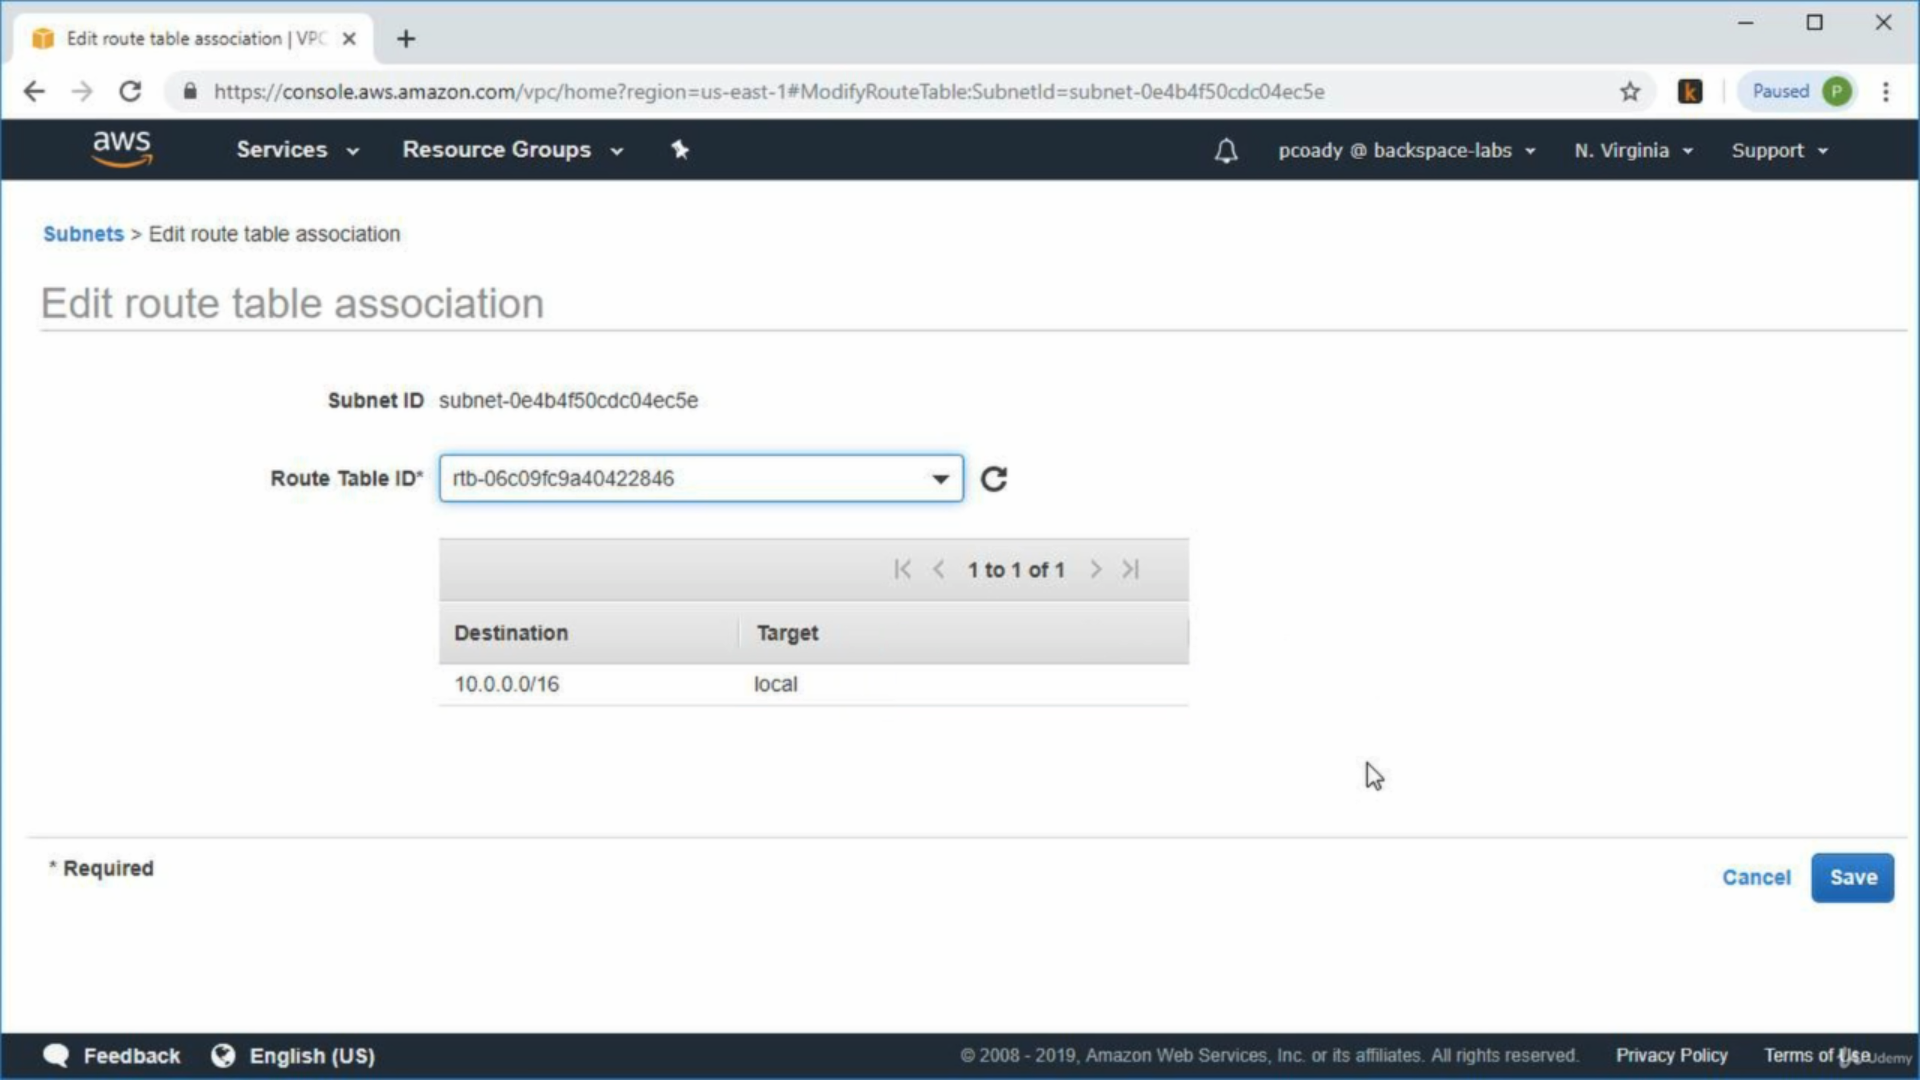 Edit route table association | VPC
https://console.aws.amazon.com/vpc/home?region=us-east-1#ModifyRouteTable:SubnetId=subnet-0e4b4f50cdc04ec5e
k
Paused P
aws
Services
Resource Groups
pcoady @ backspace-labs
N. Virginia
Support
Subnets > Edit route table association
Edit route table association
Subnet ID subnet-0e4b4f50cdc04ec5e
Route Table ID* rtb-06c09fc9a40422846
1 to 1 of 1
Destination Target
10.0.0.0/16 local
* Required
Cancel Save
Feedback English (US)
© 2008 - 2019, Amazon Web Services, Inc. or its affiliates. All rights reserved. Privacy Policy Terms of Use
Udemy